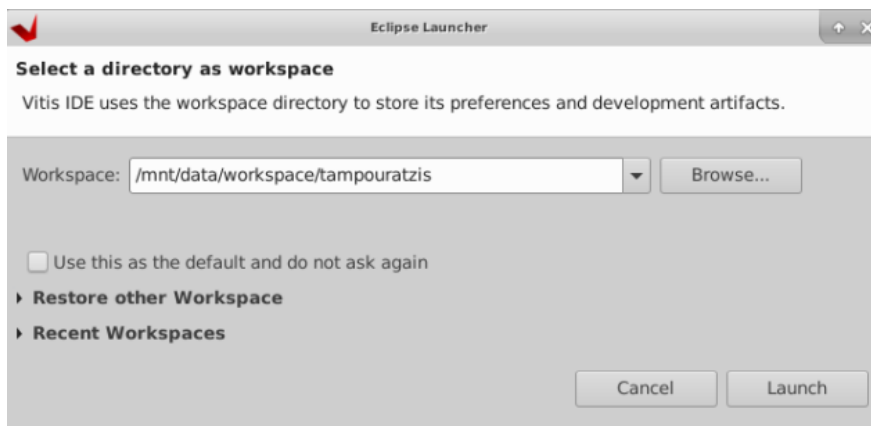 Eclipse Launcher
Select a directory as workspace
Vitis IDE uses the workspace directory to store its preferences and development artifacts.
Workspace: /mnt/data/workspace/tampouratzis Browse...
Use this as the default and do not ask again
Restore other Workspace
Recent Workspaces
Cancel Launch